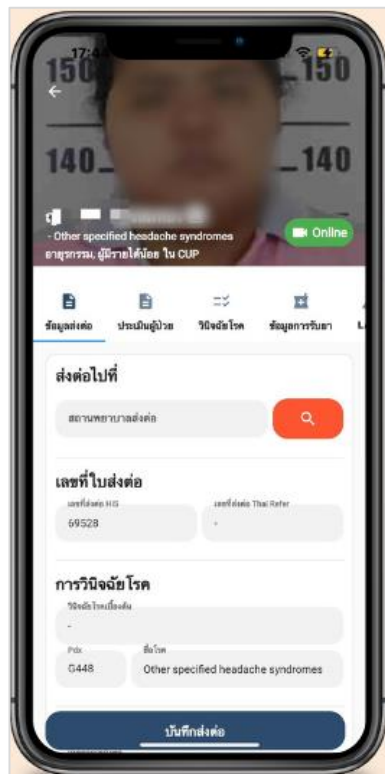 17:4
150
150
140
140
- Other specified headache syndromes
Online
อายุรกรรม, ผู้มีรายได้น้อย ใน CUP
ข้อมูลส่งต่อ
ประเมินผู้ป่วย
วินิจฉัยโรค
ข้อมูลการรับยา
ส่งต่อไปที่
สถานพยาบาลส่งต่อ
เลขที่ใบส่งต่อ
เลขที่ส่งต่อ HIS
เลขที่ส่งต่อ Thai Refer
69528
-
การวินิจฉัยโรค
วินิจฉัยโรคเบื้องต้น
-
Pdx
ชื่อโรค
G448
Other specified headache syndromes
บันทึกส่งต่อ